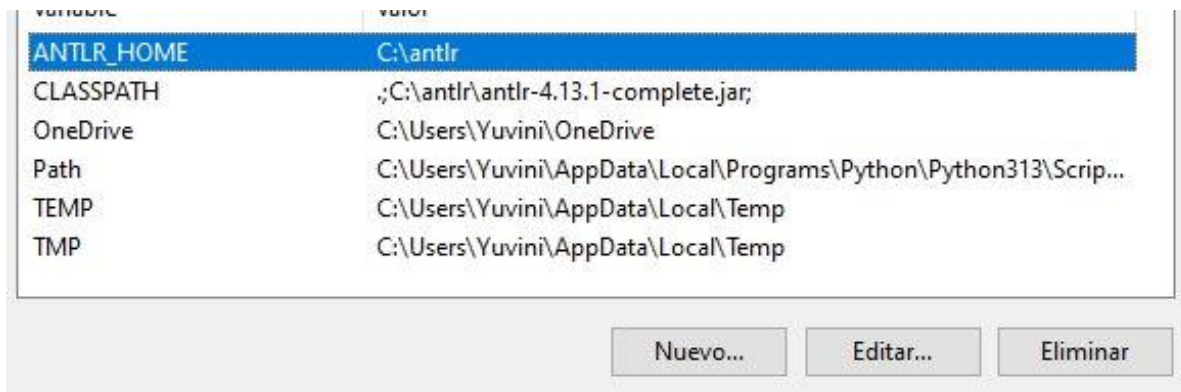 Variable Valor
ANTLR_HOME C:\antlr
CLASSPATH .;C:\antlr\antlr-4.13.1-complete.jar;
OneDrive C:\Users\Yuvini\OneDrive
Path C:\Users\Yuvini\AppData\Local\Programs\Python\Python313\Scrip...
TEMP C:\Users\Yuvini\AppData\Local\Temp
TMP C:\Users\Yuvini\AppData\Local\Temp
Nuevo... Editar... Eliminar